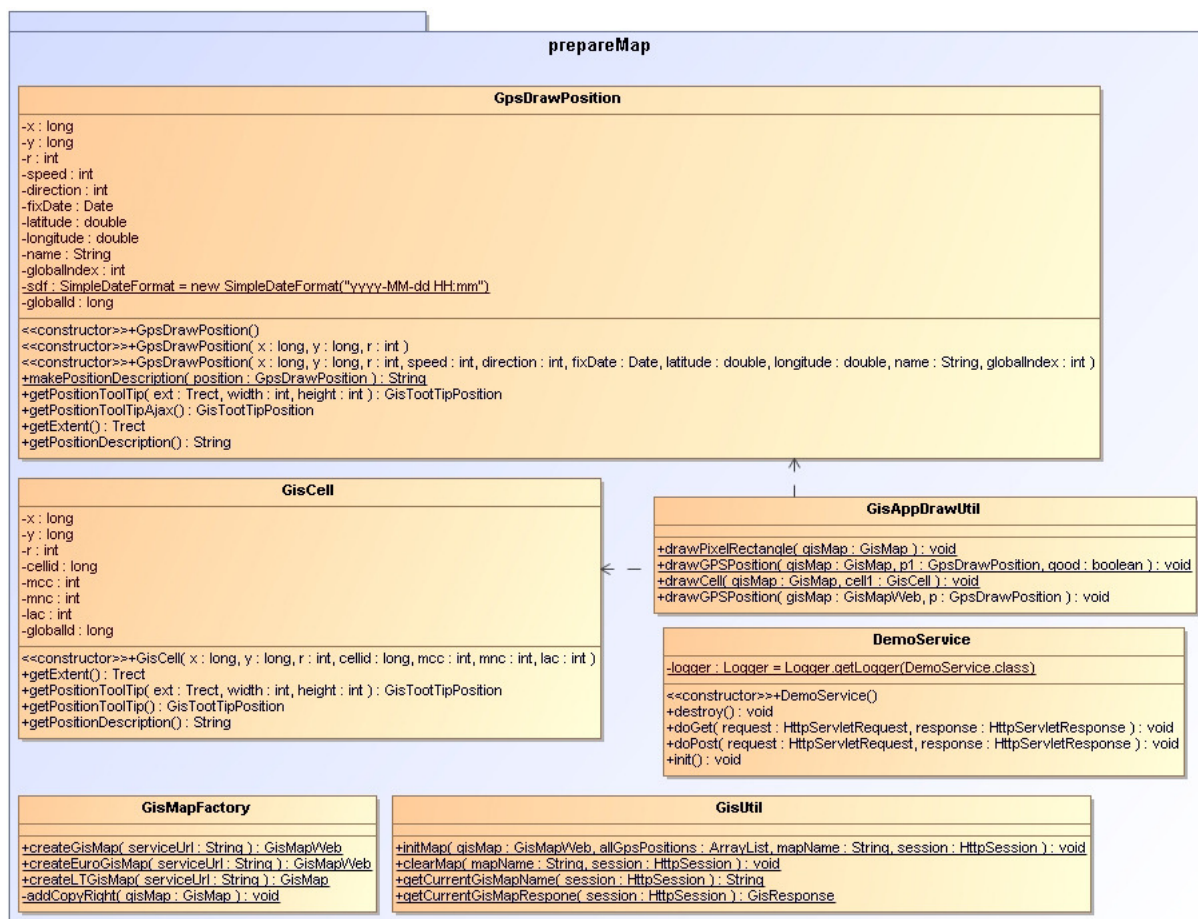 prepareMap
GpsDrawPosition
-x : long
-y : long
-r : int
-speed : int
-direction : int
-fixDate : Date
-latitude : double
-longitude : double
-name : String
-globalIndex : int
-sdf : SimpleDateFormat = new SimpleDateFormat("yyyy-MM-dd HH:mm")
-globalId : long
<<constructor>>+GpsDrawPosition()
<<constructor>>+GpsDrawPosition( x : long, y : long, r : int )
<<constructor>>+GpsDrawPosition( x : long, y : long, r : int, speed : int, direction : int, fixDate : Date, latitude : double, longitude : double, name : String, globalIndex : int )
+makePositionDescription( position : GpsDrawPosition ) : String
+getPositionToolTip( ext : Trect, width : int, height : int ) : GisTootTipPosition
+getPositionToolTipAjax() : GisTootTipPosition
+getExtent() : Trect
+getPositionDescription() : String
GisCell
-x : long
-y : long
-r : int
-cellid : long
-mcc : int
-mnc : int
-lac : int
-globalId : long
<<constructor>>+GisCell( x : long, y : long, r : int, cellid : long, mcc : int, mnc : int, lac : int )
+getExtent() : Trect
+getPositionToolTip( ext : Trect, width : int, height : int ) : GisTootTipPosition
+getPositionToolTip() : GisTootTipPosition
+getPositionDescription() : String
GisAppDrawUtil
+drawPixelRectangle( gisMap : GisMap ) : void
+drawGPSPosition( gisMap : GisMap, p1 : GpsDrawPosition, good : boolean ) : void
+drawCell( gisMap : GisMap, cell1 : GisCell ) : void
+drawGPSPosition( gisMap : GisMapWeb, p : GpsDrawPosition ) : void
DemoService
-logger : Logger = Logger.getLogger(DemoService.class)
<<constructor>>+DemoService()
+destroy() : void
+doGet( request : HttpServletRequest, response : HttpServletResponse ) : void
+doPost( request : HttpServletRequest, response : HttpServletResponse ) : void
+init() : void
GisMapFactory
+createGisMap( serviceUrl : String ) : GisMapWeb
+createEuroGisMap( serviceUrl : String ) : GisMapWeb
+createLTGisMap( serviceUrl : String ) : GisMap
-addCopyRight( gisMap : GisMap ) : void
GisUtil
+initMap( gisMap : GisMapWeb, allGpsPositions : ArrayList, mapName : String, session : HttpSession ) : void
+clearMap( mapName : String, session : HttpSession ) : void
+getCurrentGisMapName( session : HttpSession ) : String
+getCurrentGisMapRespone( session : HttpSession ) : GisResponse